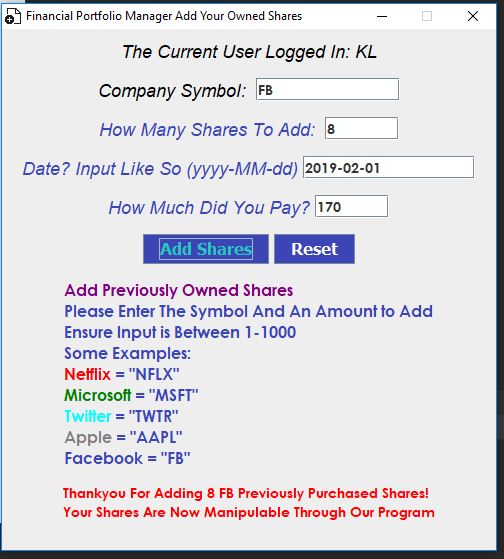 Financial Portfolio Manager Add Your Owned Shares
The Current User Logged In: KL
Company Symbol: FB
How Many Shares To Add: 8
Date? Input Like So (yyyy-MM-dd) 2019-02-01
How Much Did You Pay? 170
Add Shares Reset
Add Previously Owned Shares
Please Enter The Symbol And An Amount to Add
Ensure Input is Between 1-1000
Some Examples:
Netflix = "NFLX"
Microsoft = "MSFT"
Twitter = "TWTR"
Apple = "AAPL"
Facebook = "FB"
Thankyou For Adding 8 FB Previously Purchased Shares!
Your Shares Are Now Manipulable Through Our Program